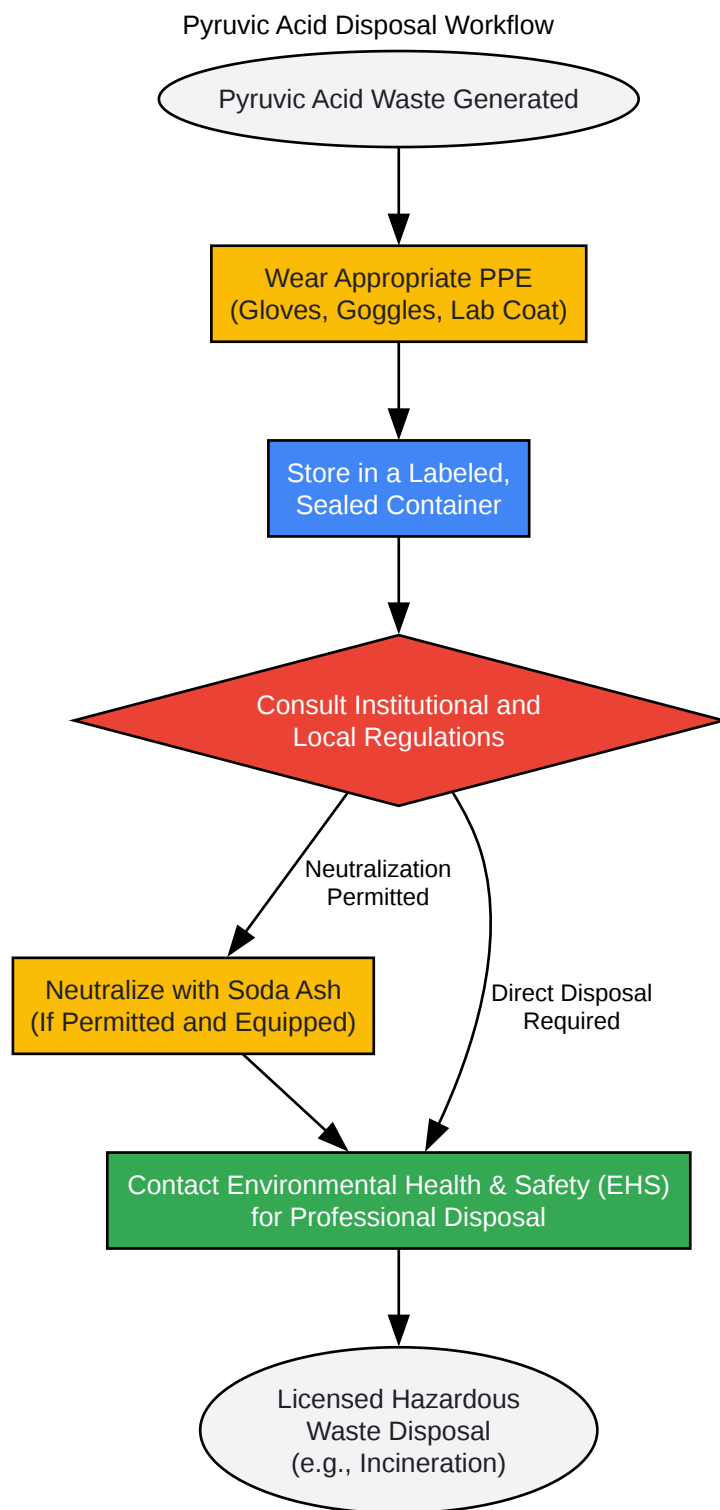 Pyruvic Acid Disposal Workflow
Pyruvic Acid Waste Generated
Wear Appropriate PPE
(Gloves, Goggles, Lab Coat)
Store in a Labeled,
Sealed Container
Consult Institutional and
Local Regulations
Neutralization
Permitted
Neutralize with Soda Ash
(If Permitted and Equipped)
Direct Disposal
Required
Contact Environmental Health & Safety (EHS)
for Professional Disposal
Licensed Hazardous
Waste Disposal
(e.g., Incineration)